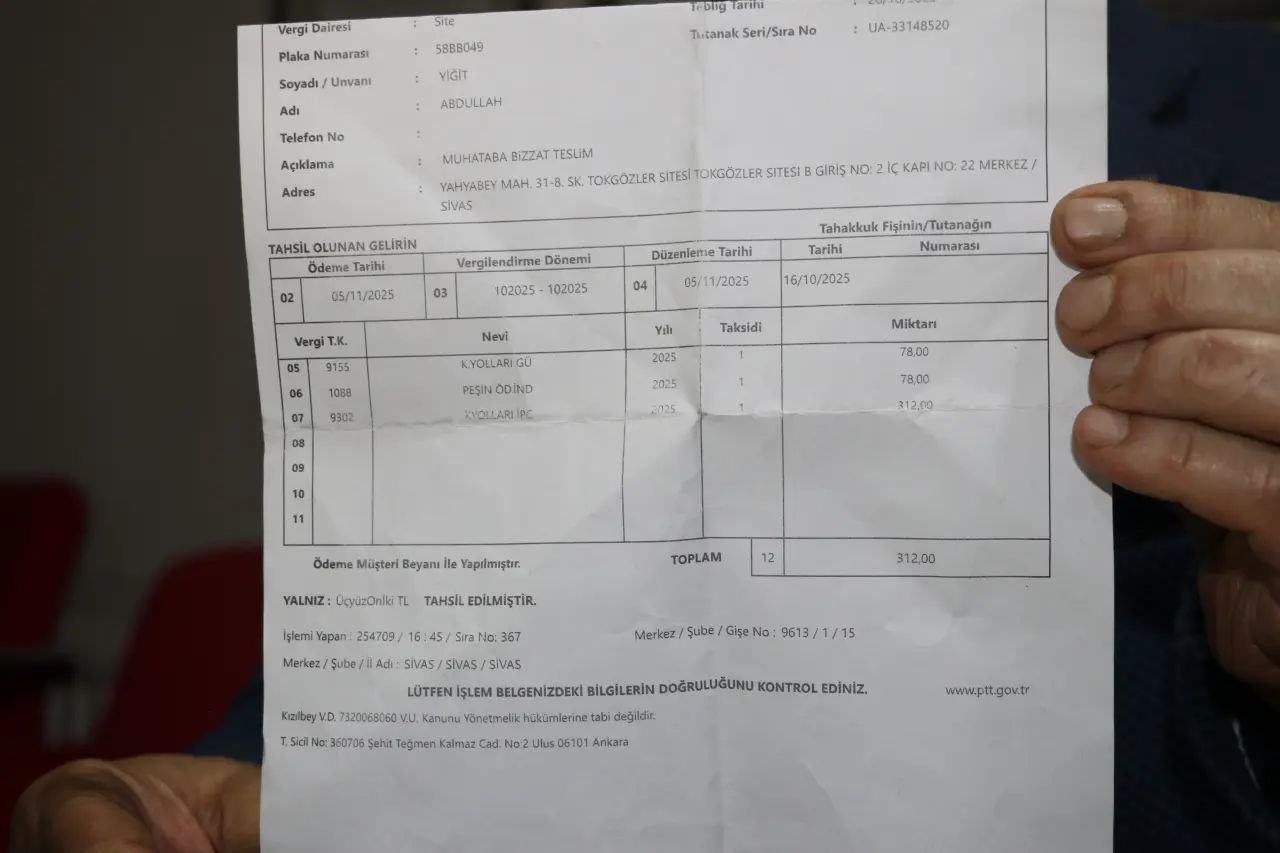 Vergi Dairesi : Site
Tebliğ Tarihi :
Plaka Numarası : 58BB049
Tutanak Seri/Sıra No : UA-33148520
Soyadı / Unvanı : YİĞİT
Adı : ABDULLAH
Telefon No :
Açıklama : MUHATABA BİZZAT TESLİM
Adres : YAHYABEY MAH. 31-8. SK. TOKGÖZLER SİTESİ TOKGÖZLER SITESI B GİRİŞ NO: 2 İÇ KAPI NO: 22 MERKEZ /
SİVAS
TAHSİL OLUNAN GELİRİN
Tahakkuk Fişinin/Tutanağın
Ödeme Tarihi Vergilendirme Dönemi Düzenleme Tarihi Tarihi Numarası
02 05/11/2025 03 102025 - 102025 04 05/11/2025 16/10/2025
Vergi T.K. Nevi Yılı Taksidi Miktarı
05 9155 K.YOLLARI GÜ 2025 1 78,00
06 1088 PEŞİN ÖD.İND 2025 1 78,00
07 9302 KYOLLARI İPC 2025 1 312,00
08
09
10
11
Ödeme Müşteri Beyanı İle Yapılmıştır. TOPLAM 12 312,00
YALNIZ : ÜçyüzOnİki TL TAHSİL EDİLMİŞTİR.
İşlemi Yapan : 254709 / 16 : 45 / Sıra No: 367
Merkez / Şube / Gişe No : 9613 / 1 / 15
Merkez / Şube / İl Adı : SİVAS / SİVAS / SİVAS
LÜTFEN İŞLEM BELGENİZDEKİ BİLGİLERİN DOĞRULUĞUNU KONTROL EDİNİZ. www.ptt.gov.tr
Kızılbey V.D. 7320068060 V.U. Kanunu Yönetmelik hükümlerine tabi değildir.
T. Sicil No: 360706 Şehit Teğmen Kalmaz Cad. No:2 Ulus 06101 Ankara